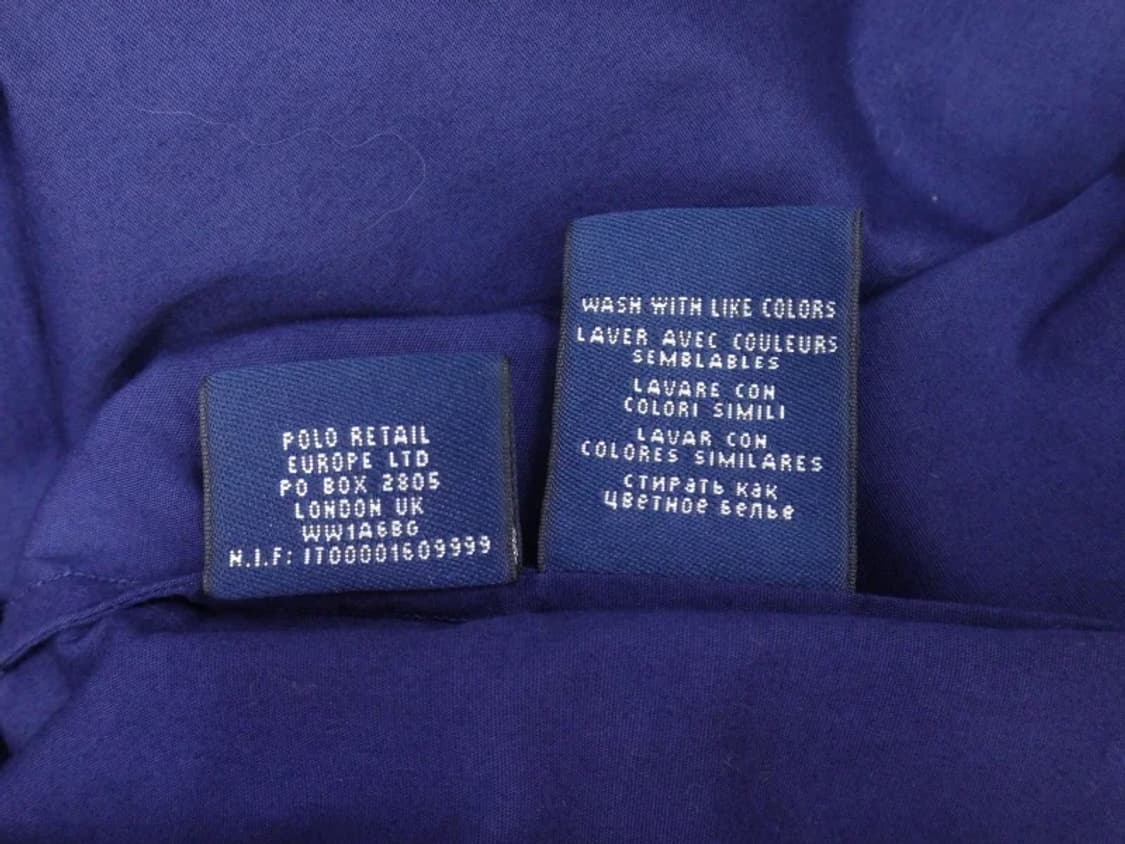 POLO RETAIL
EUROPE LTD
PO BOX 2805
LONDON UK
WW1A6BG
N.I.F: IT00001609999
WASH WITH LIKE COLORS
LAVER AVEC COULEURS
SEMBLABLES
LAVARE CON
COLORI SIMILI
LAVAR CON
COLORES SIMILARES
стирать как
цветное белье